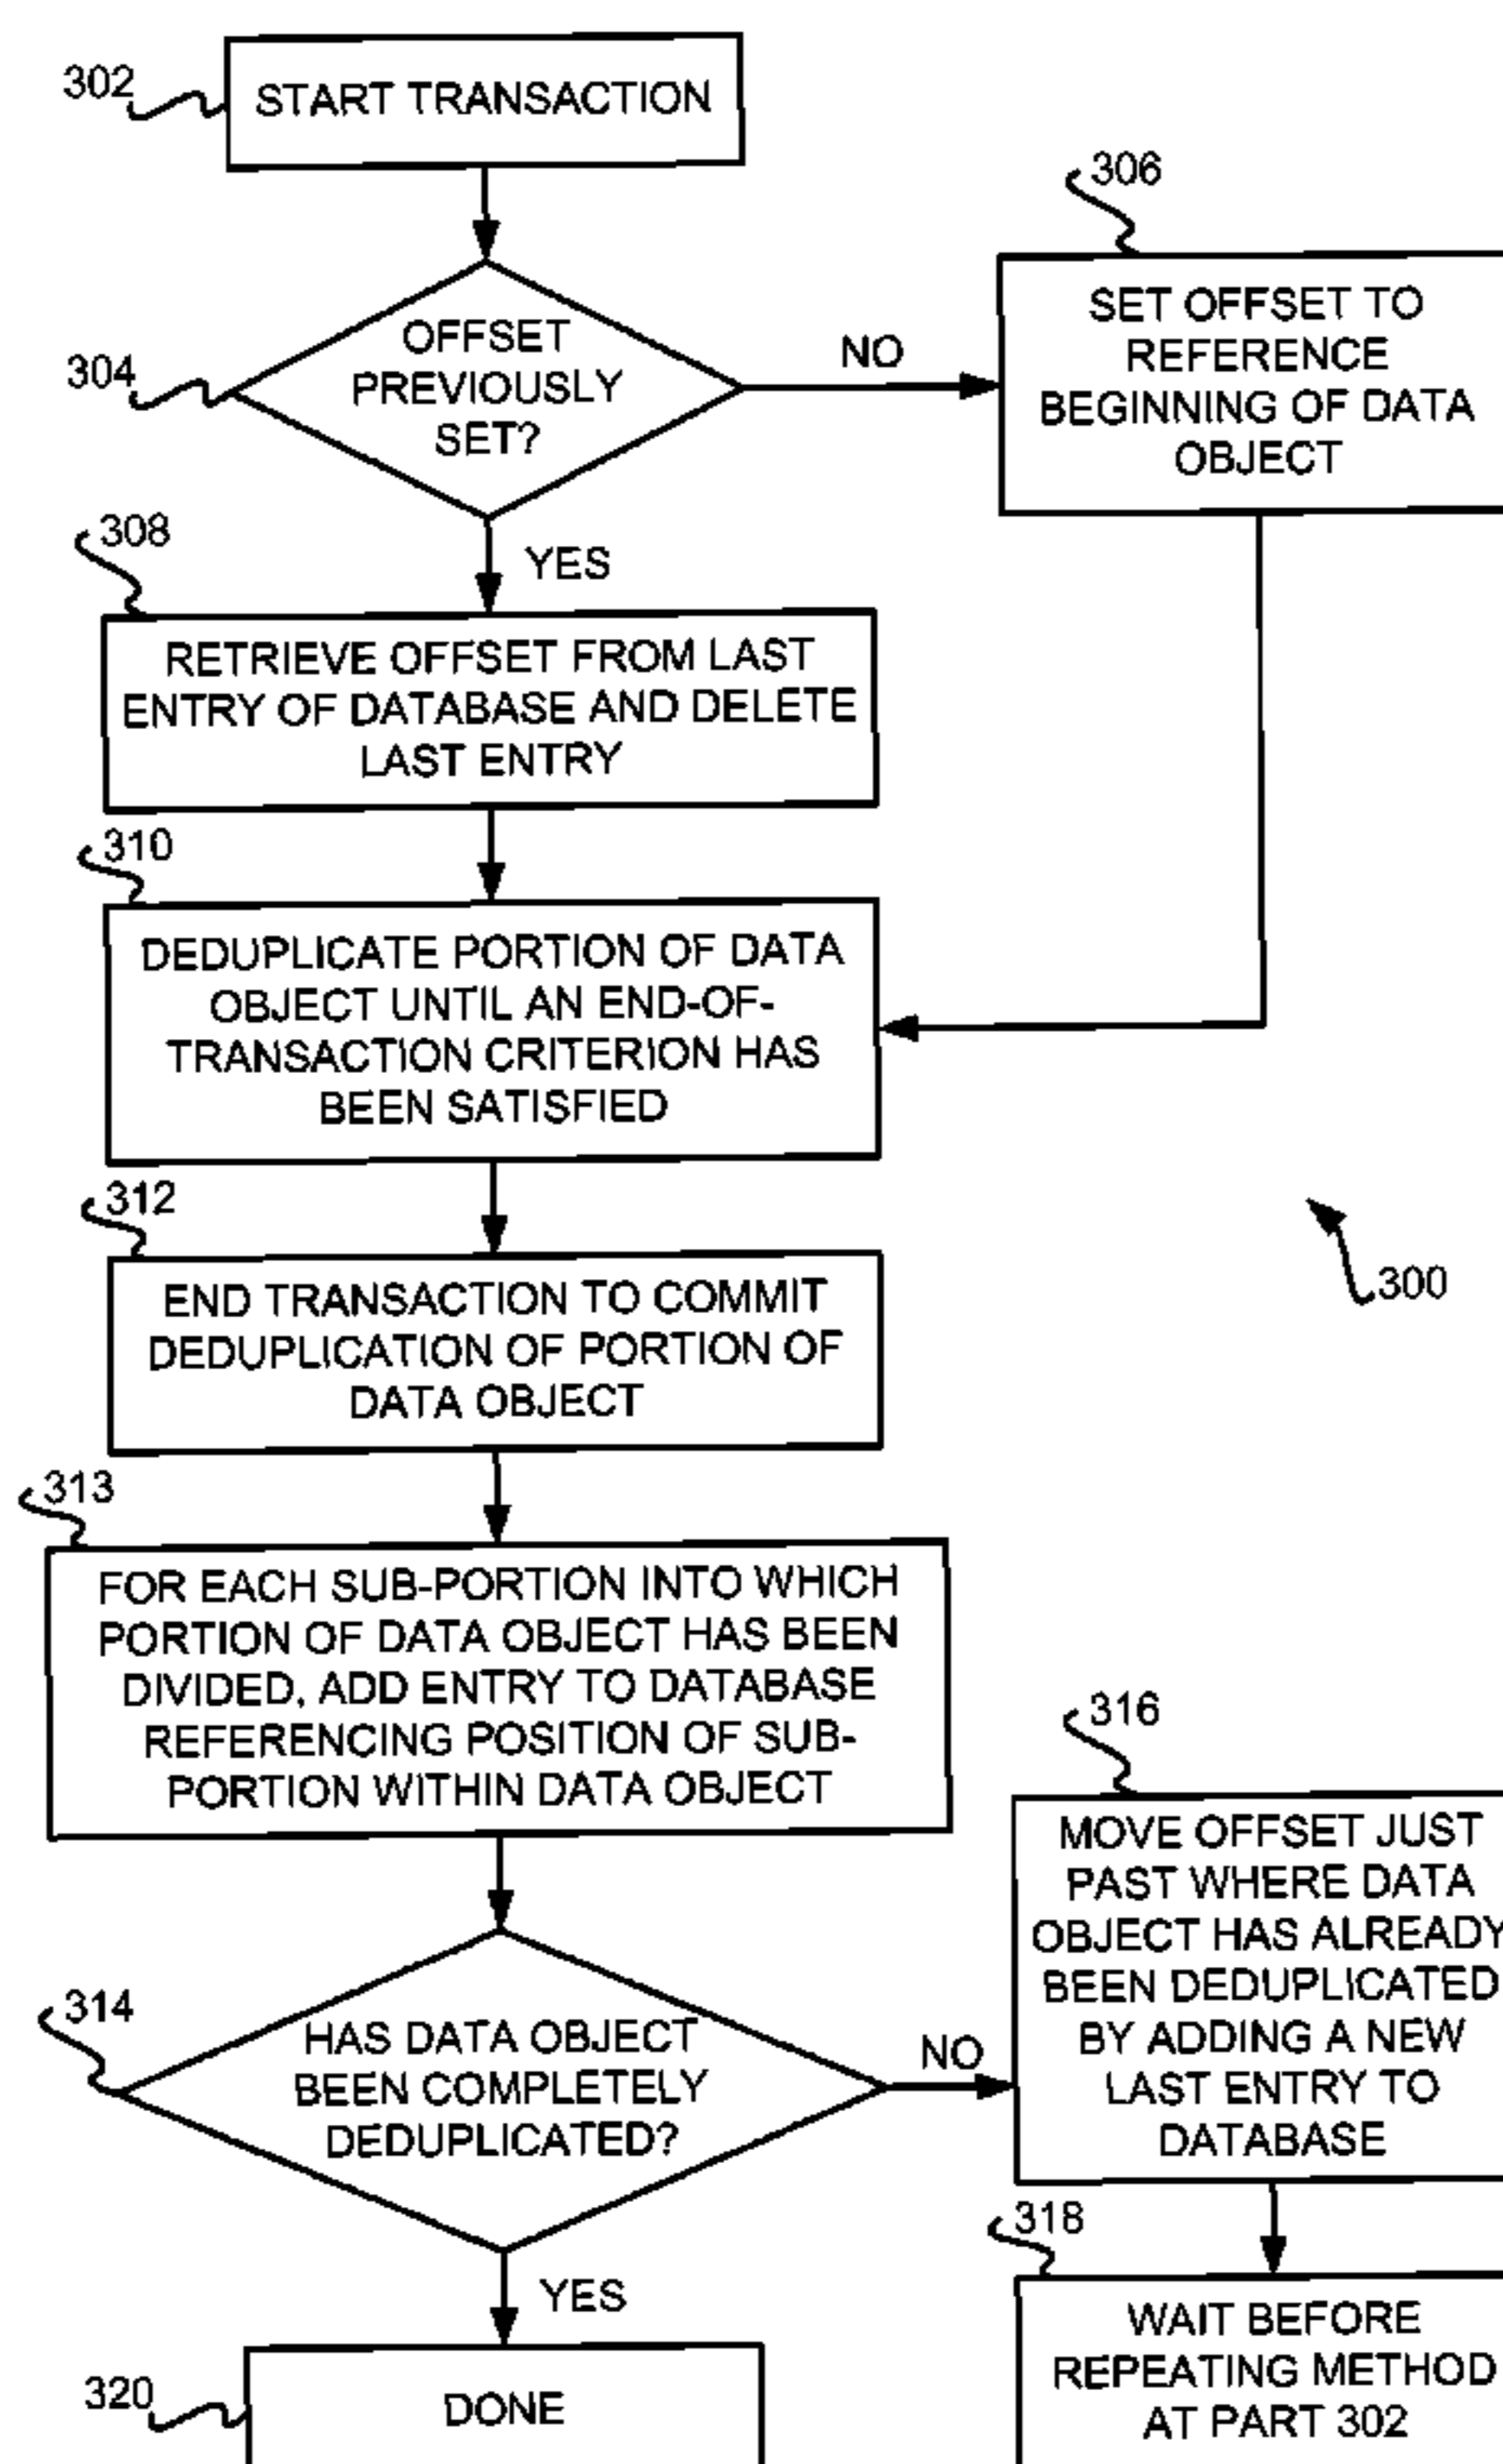 302
START TRANSACTION
306
SET OFFSET TO
REFERENCE
BEGINNING OF DATA
OBJECT
304
OFFSET
PREVIOUSLY
SET?
NO
308
YES
RETRIEVE OFFSET FROM LAST
ENTRY OF DATABASE AND DELETE
LAST ENTRY
310
DEDUPLICATE PORTION OF DATA
OBJECT UNTIL AN END-OF-
TRANSACTION CRITERION HAS
BEEN SATISFIED
312
END TRANSACTION TO COMMIT
DEDUPLICATION OF PORTION OF
DATA OBJECT
300
313
FOR EACH SUB-PORTION INTO WHICH
PORTION OF DATA OBJECT HAS BEEN
DIVIDED, ADD ENTRY TO DATABASE
REFERENCING POSITION OF SUB-
PORTION WITHIN DATA OBJECT
314
HAS DATA OBJECT
BEEN COMPLETELY
DEDUPLICATED?
NO
316
MOVE OFFSET JUST
PAST WHERE DATA
OBJECT HAS ALREADY
BEEN DEDUPLICATED
BY ADDING A NEW
LAST ENTRY TO
DATABASE
318
WAIT BEFORE
REPEATING METHOD
AT PART 302
YES
320
DONE